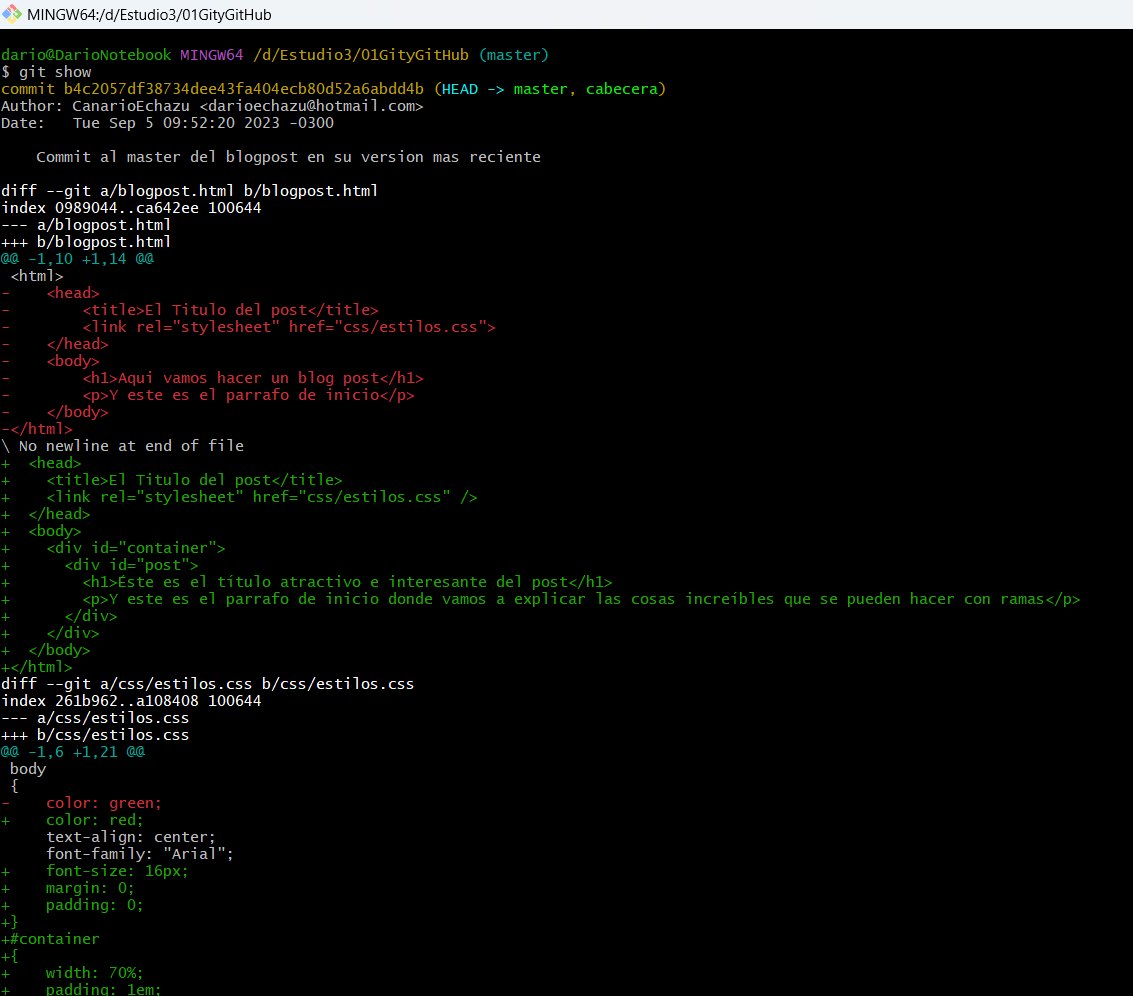 MINGW64:/d/Estudio3/01GityGitHub
dario@DarioNotebook MINGW64 /d/Estudio3/01GityGitHub (master)
$ git show
commit b4c2057df38734dee43fa404ecb80d52a6abdd4b (HEAD -> master, cabecera)
Author: CanarioEchazu <darioechazu@hotmail.com>
Date:   Tue Sep 5 09:52:20 2023 -0300
    Commit al master del blogpost en su version mas reciente
diff --git a/blogpost.html b/blogpost.html
index 0989044..ca642ee 100644
--- a/blogpost.html
+++ b/blogpost.html
@@ -1,10 +1,14 @@
 <html>
-    <head>
-        <title>El Titulo del post</title>
-        <link rel="stylesheet" href="css/estilos.css">
-    </head>
-    <body>
-        <h1>Aqui vamos hacer un blog post</h1>
-        <p>Y este es el parrafo de inicio</p>
-    </body>
-</html>
\ No newline at end of file
+  <head>
+    <title>El Titulo del post</title>
+    <link rel="stylesheet" href="css/estilos.css" />
+  </head>
+  <body>
+    <div id="container">
+      <div id="post">
+        <h1>Éste es el título atractivo e interesante del post</h1>
+        <p>Y este es el parrafo de inicio donde vamos a explicar las cosas increíbles que se pueden hacer con ramas</p>
+      </div>
+    </div>
+  </body>
+</html>
diff --git a/css/estilos.css b/css/estilos.css
index 261b962..a108408 100644
--- a/css/estilos.css
+++ b/css/estilos.css
@@ -1,6 +1,21 @@
 body
 {
-    color: green;
+    color: red;
     text-align: center;
     font-family: "Arial";
+    font-size: 16px;
+    margin: 0;
+    padding: 0;
+}
+#container
+{
+    width: 70%;
+    padding: 1em;